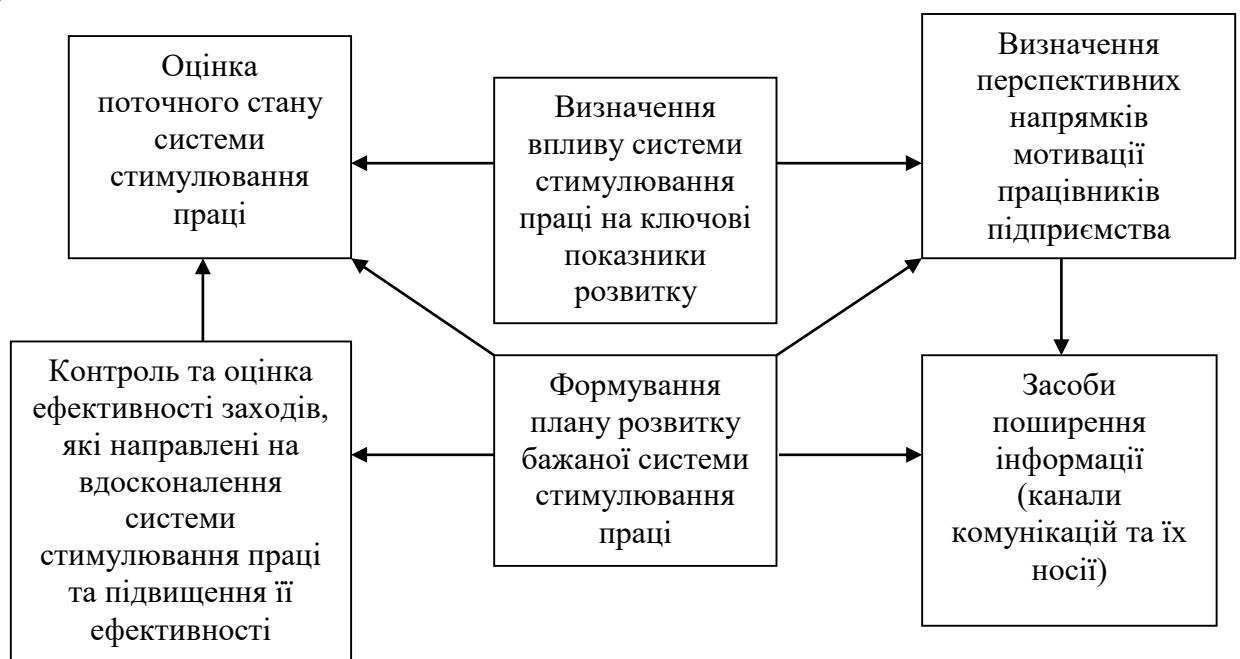 Оцінка
поточного стану
системи
стимулювання
праці
Визначення
впливу системи
стимулювання
праці на ключові
показники
розвитку
Визначення
перспективних
напрямків
мотивації
працівників
підприємства
Контроль та оцінка
ефективності заходів,
які направлені на
вдосконалення
системи
стимулювання праці
та підвищення її
ефективності
Формування
плану розвитку
бажаної системи
стимулювання
праці
Засоби
поширення
інформації
(канали
комунікацій та їх
носії)